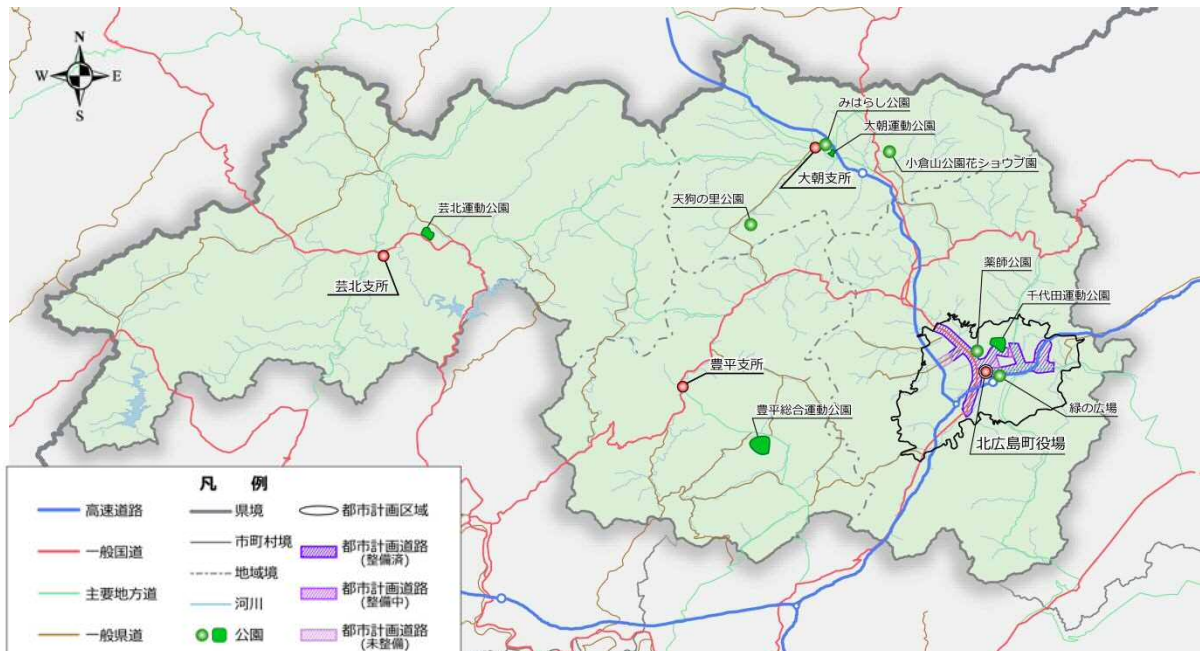 N
W
E
S
みはらし公園
大朝運動公園
小倉山公園花ショウブ園
大朝支所
天狗の里公園
芸北運動公園
芸北支所
薬師公園
千代田運動公園
豊平支所
豊平総合運動公園
緑の広場
北広島町役場
凡 例
高速道路
一般国道
主要地方道
一般県道
県境
市町村境
地域境
河川
公園
都市計画区域
都市計画道路
(整備済)
都市計画道路
(整備中)
都市計画道路
(未整備)